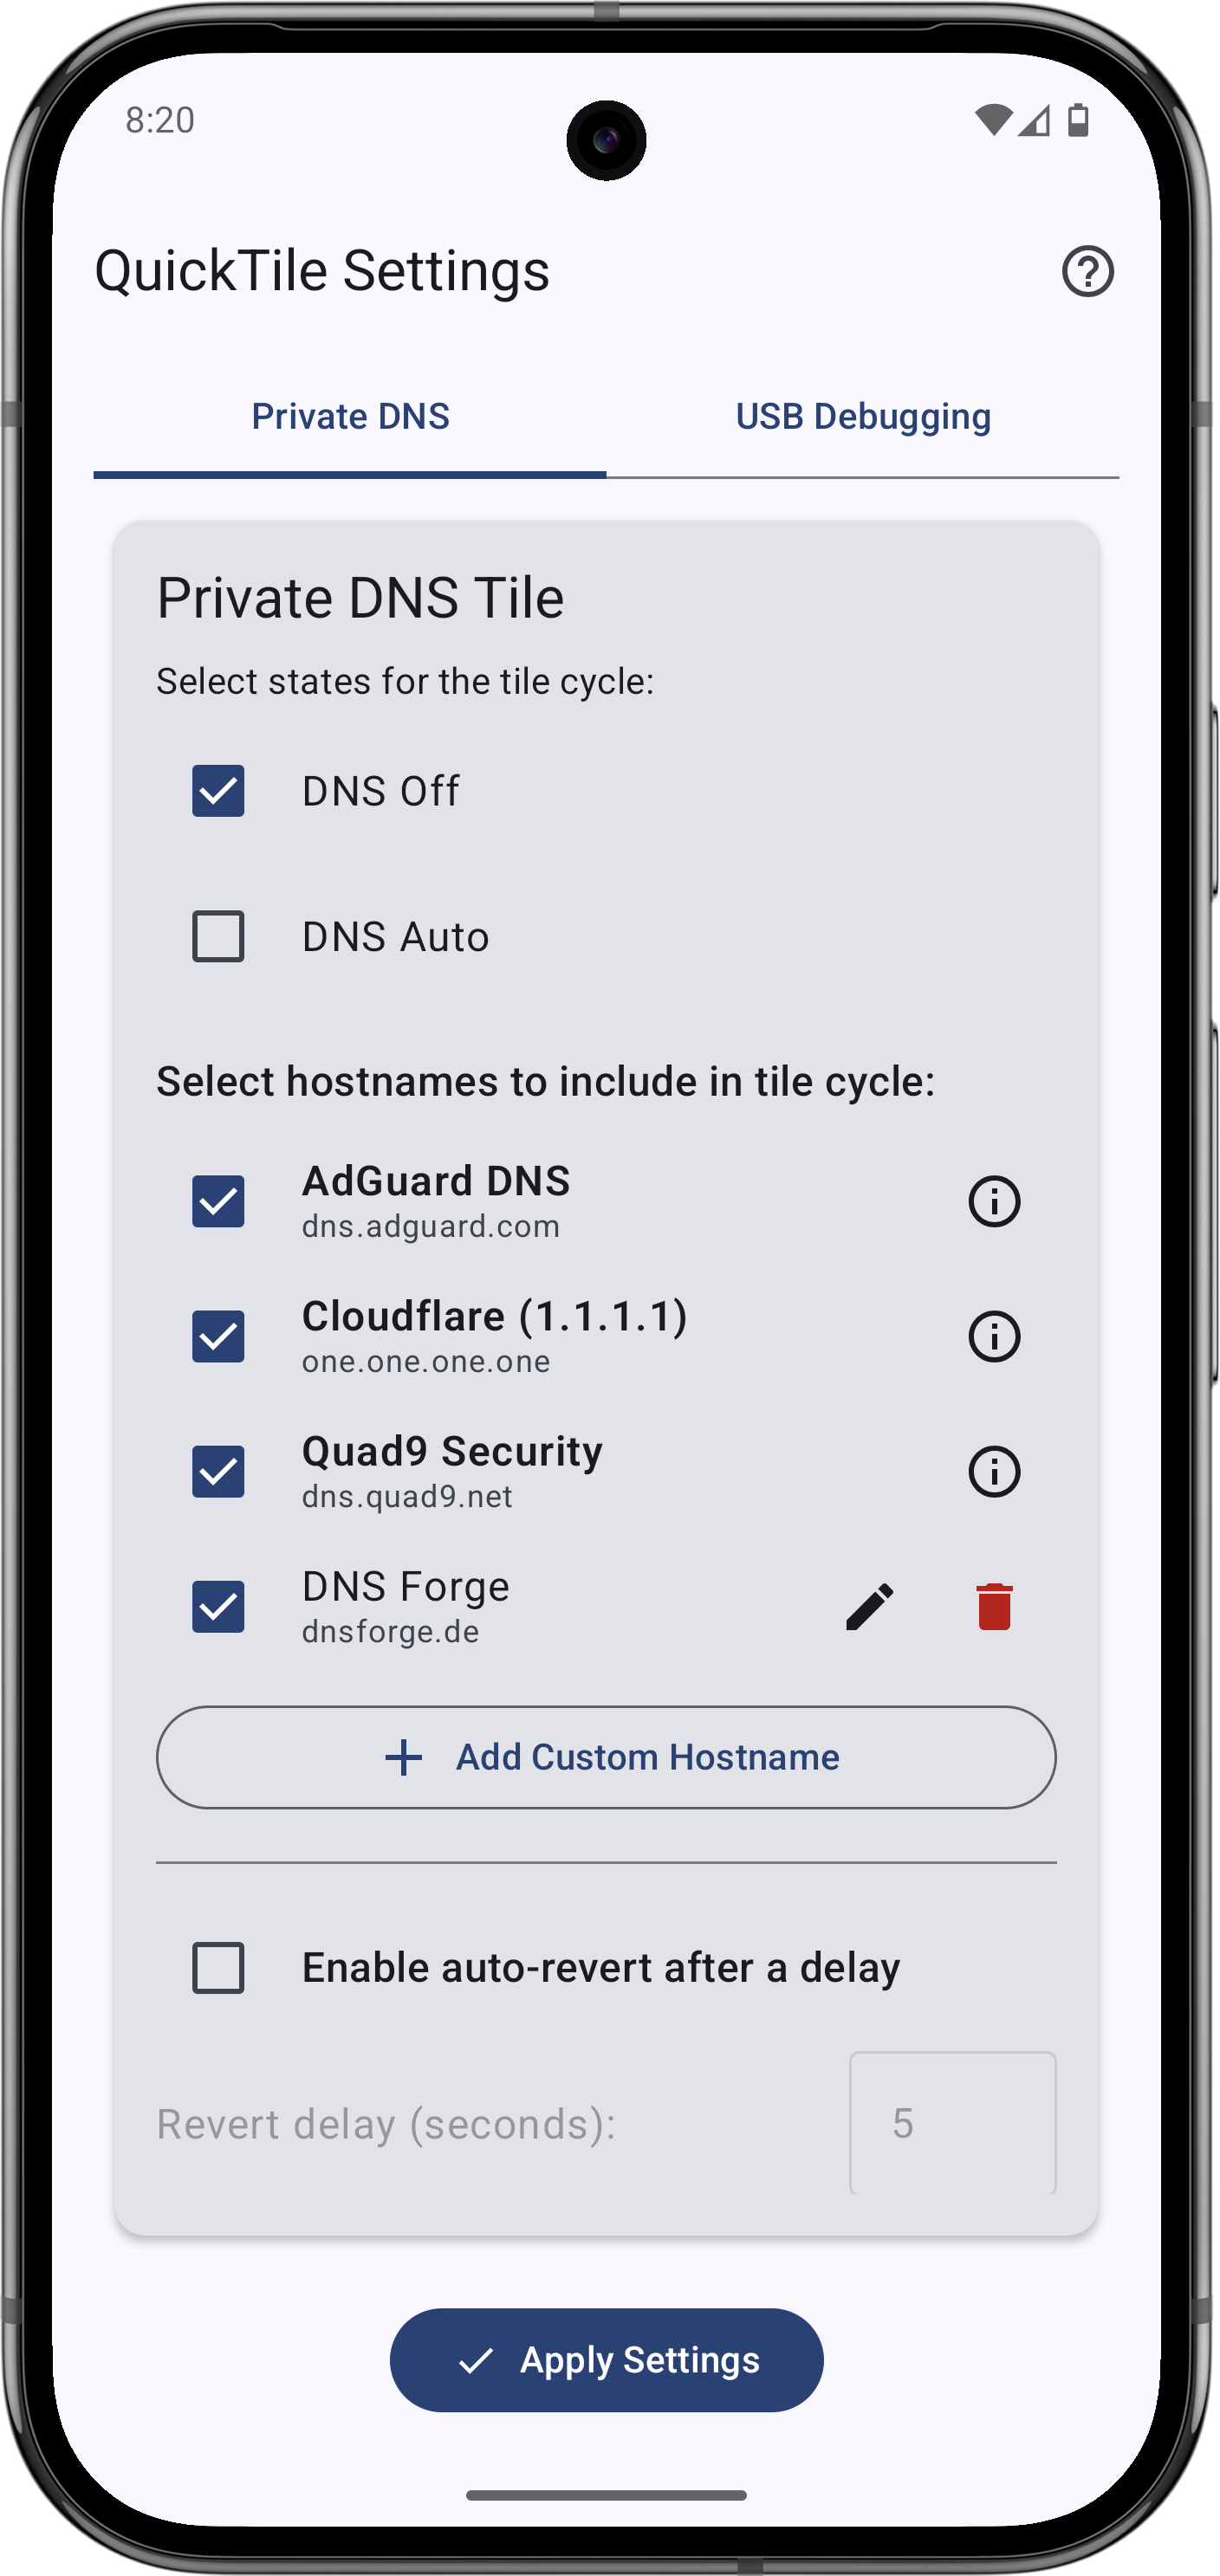 8:20
QuickTile Settings
Private DNS
USB Debugging
Private DNS Tile
Select states for the tile cycle:
DNS Off
DNS Auto
Select hostnames to include in tile cycle:
AdGuard DNS
dns.adguard.com
Cloudflare (1.1.1.1)
one.one.one.one
Quad9 Security
dns.quad9.net
DNS Forge
dnsforge.de
Add Custom Hostname
Enable auto-revert after a delay
Revert delay (seconds):
5
Apply Settings